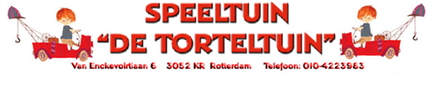 SPEELTUIN
"DE TORTELTUIN"
Van Enckevoirtlaan 6 3052 KR Rotterdam Telefoon: 010-4223983